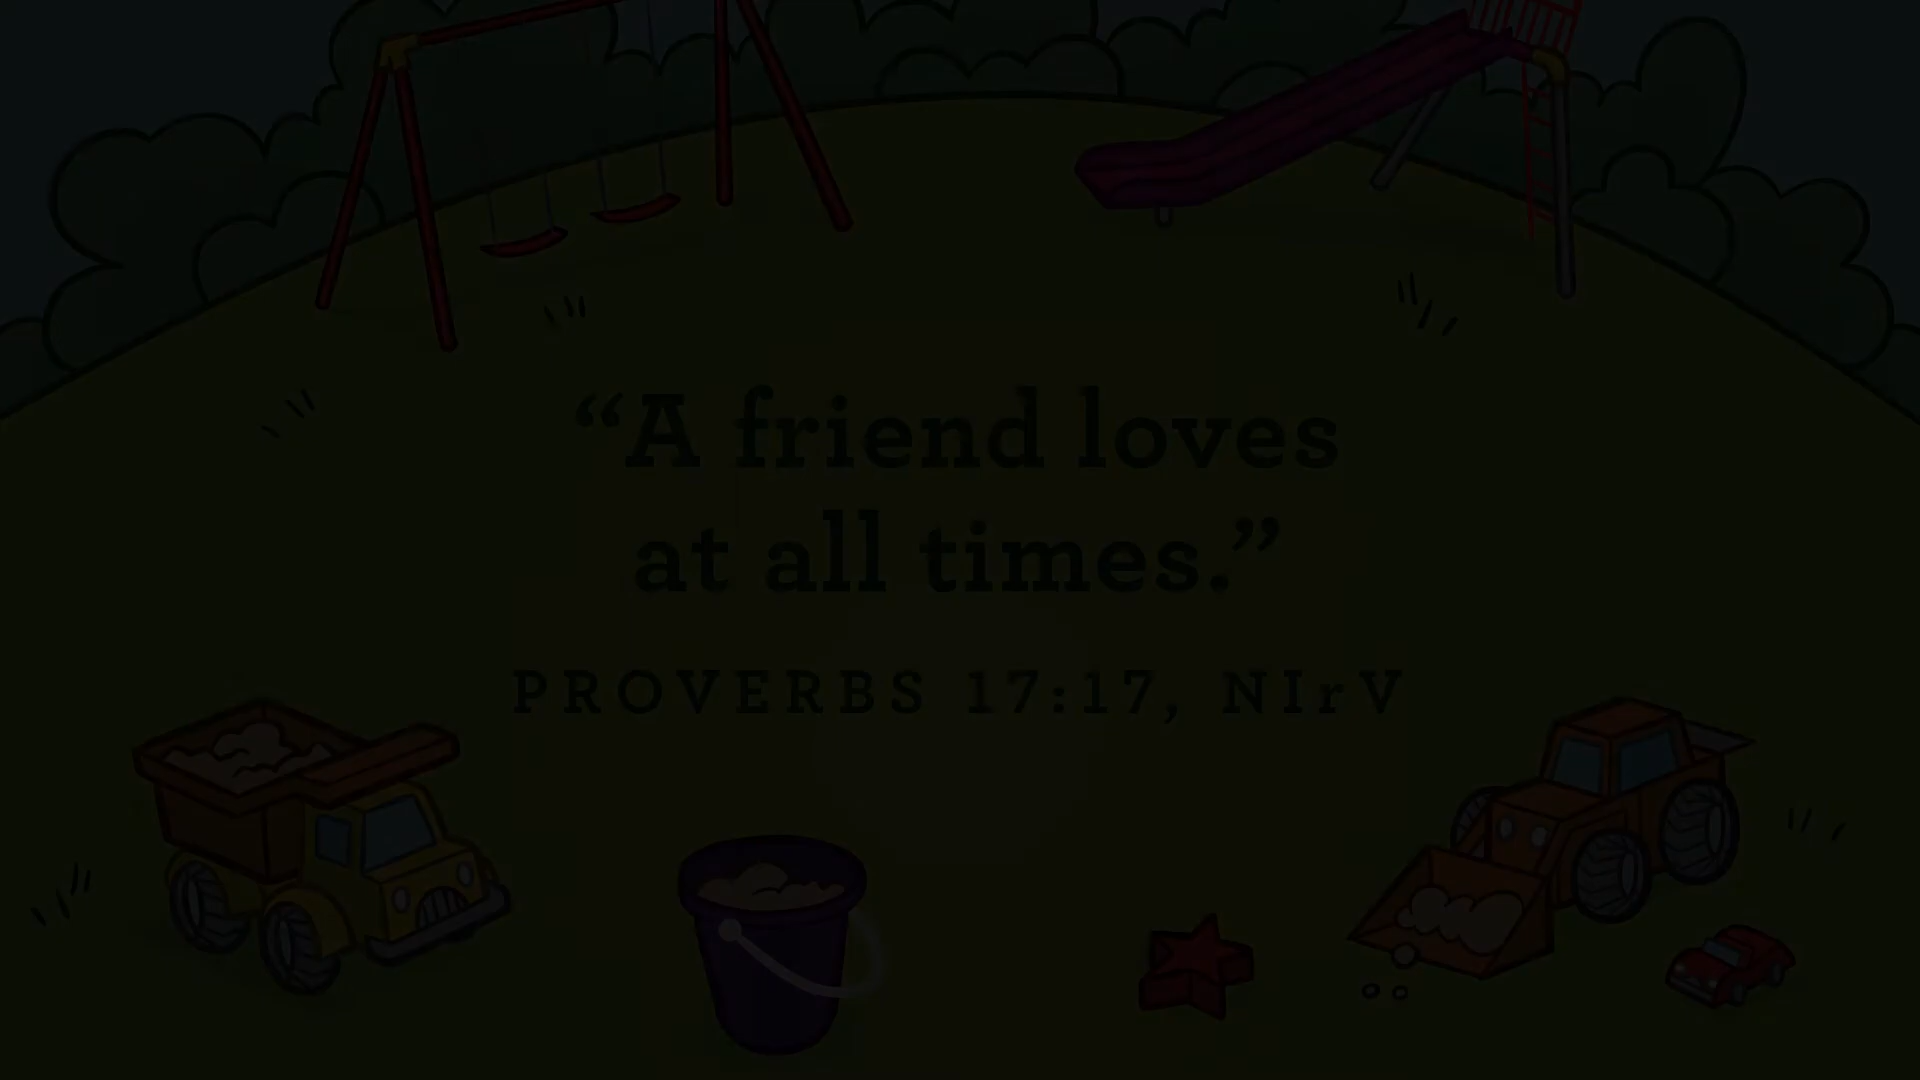 “A friend loves
at all times.”
PROVERBS 17:17, NIrV